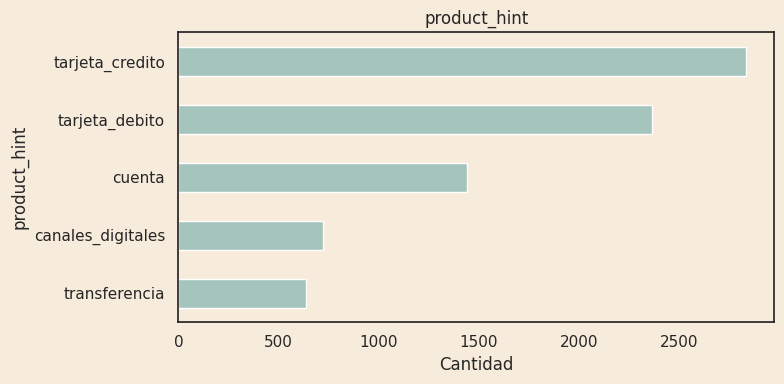 product_hint
product_hint
tarjeta_credito
tarjeta_debito
cuenta
canales_digitales
transferencia
0 500 1000 1500 2000 2500
Cantidad